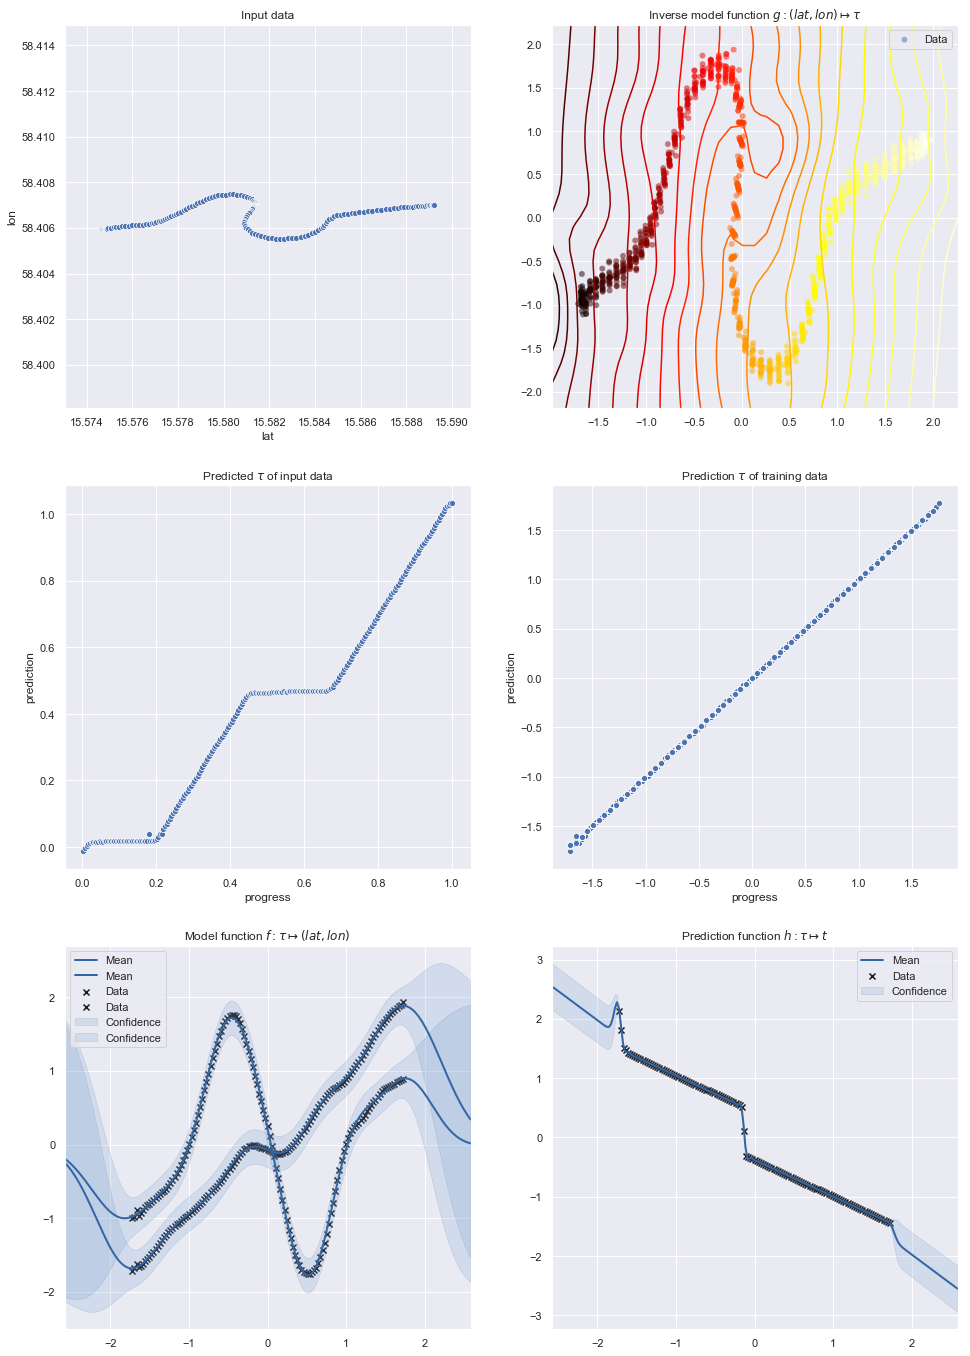 Input data
58.414
58.412
58.410
58.408
58.406
58.404
58.402
58.400
lon
15.574 15.576 15.578 15.580 15.582 15.584 15.586 15.588 15.590
lat
Inverse model function g : (lat, lon) ↦ τ
Data
2.0
1.5
1.0
0.5
0.0
−0.5
−1.0
−1.5
−2.0
−1.5 −1.0 −0.5 0.0 0.5 1.0 1.5 2.0
Predicted τ of input data
1.0
0.8
0.6
0.4
0.2
0.0
prediction
0.0 0.2 0.4 0.6 0.8 1.0
progress
Prediction τ of training data
1.5
1.0
0.5
0.0
−0.5
−1.0
−1.5
prediction
−1.5 −1.0 −0.5 0.0 0.5 1.0 1.5
progress
Model function f : τ ↦ (lat, lon)
Mean
Mean
Data
Data
Confidence
Confidence
2
1
0
−1
−2
−2 −1 0 1 2
Prediction function h : τ ↦ t
Mean
Data
Confidence
3
2
1
0
−1
−2
−3
−2 −1 0 1 2